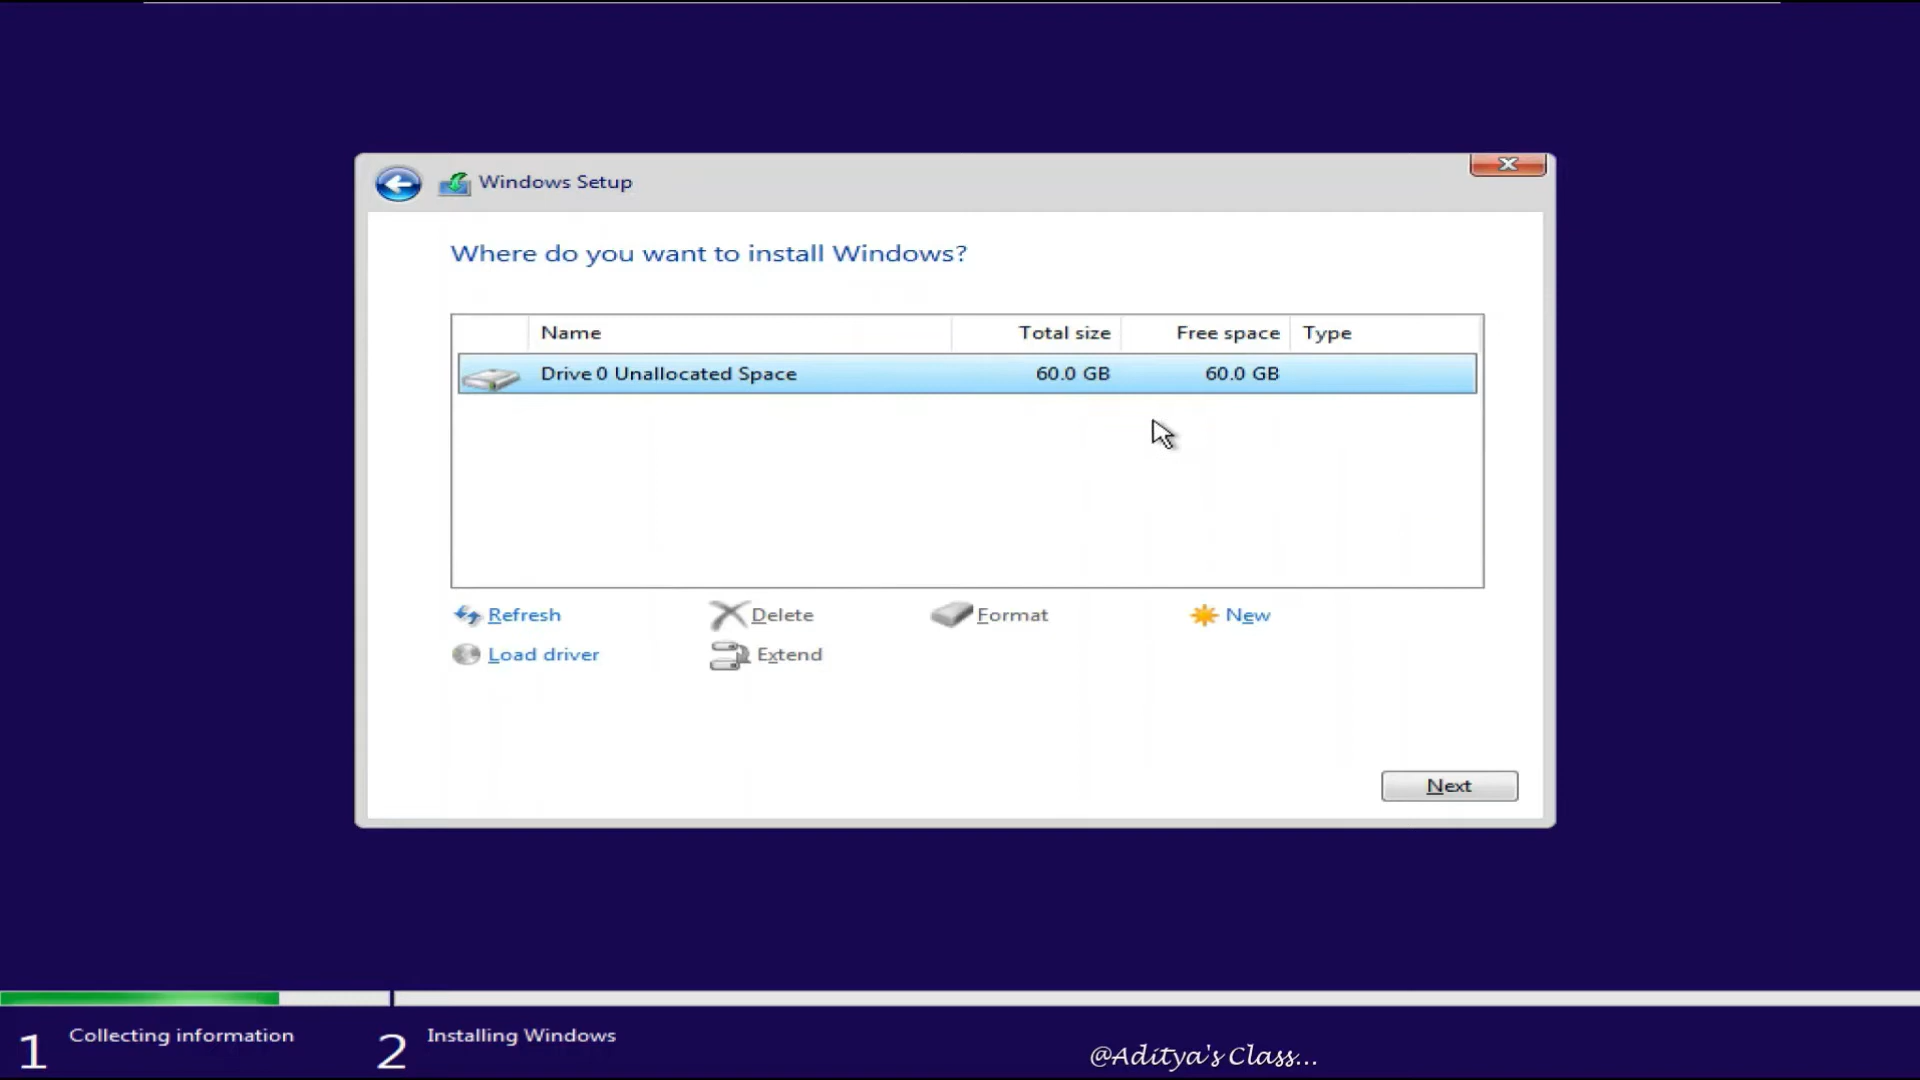 Windows Setup
Where do you want to install Windows?
Name Total size Free space Type
Drive 0 Unallocated Space 60.0 GB 60.0 GB
Refresh Delete Format New
Load driver Extend
Next
1 Collecting information 2 Installing Windows
@Aditya's Class...